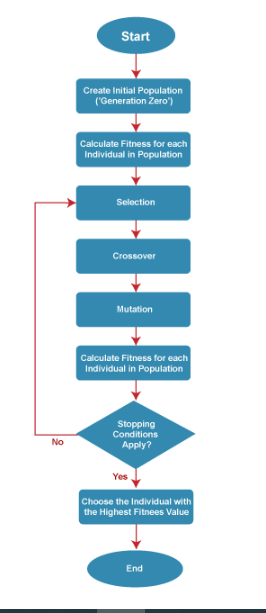 Start
Create Initial Population
('Generation Zero')
Calculate Fitness for each
Individual in Population
Selection
Crossover
Mutation
Calculate Fitness for each
Individual in Population
Stopping
Conditions
Apply?
No
Yes
Choose the Individual with
the Highest Fitnees Value
End